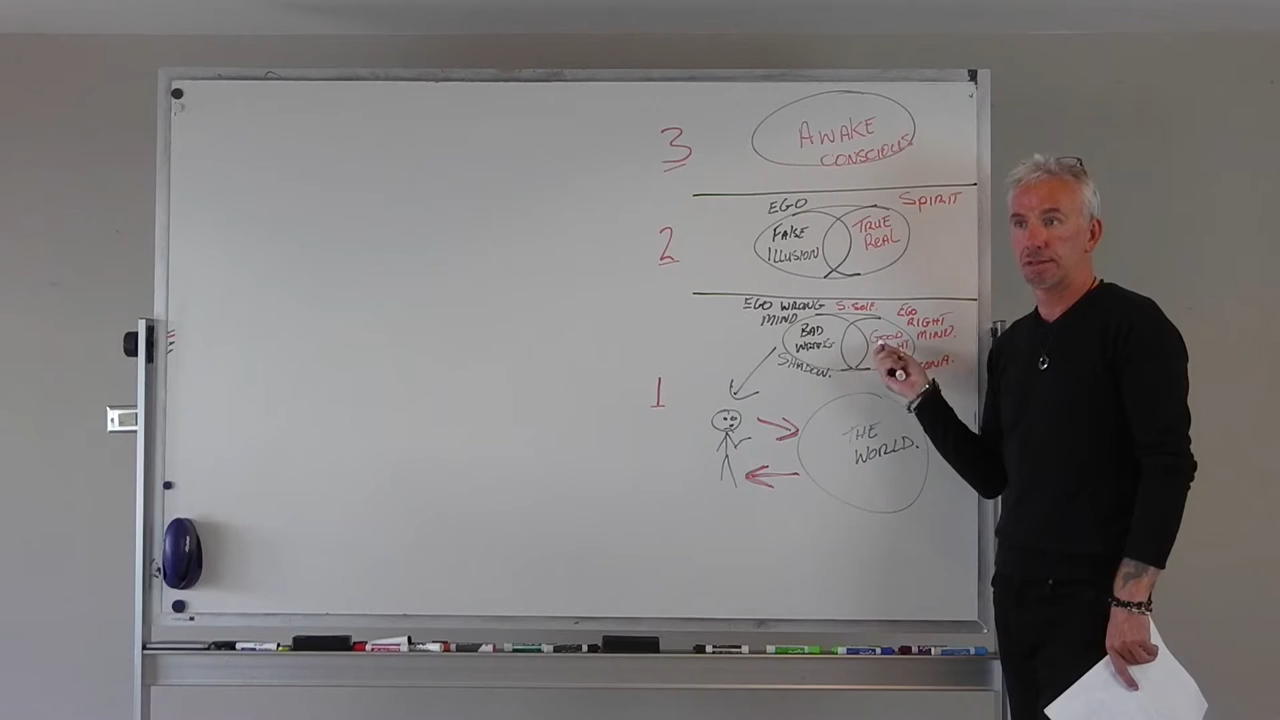 3
AWAKE
CONSCIOUS
EGO
SPIRIT
2
FALSE
ILLUSION
TRUE
REAL
EGO WRONG
MIND
S.SELF.
EGO
RIGHT
MIND.
BAD
GOOD
SHADOW.
1
THE
WORLD.